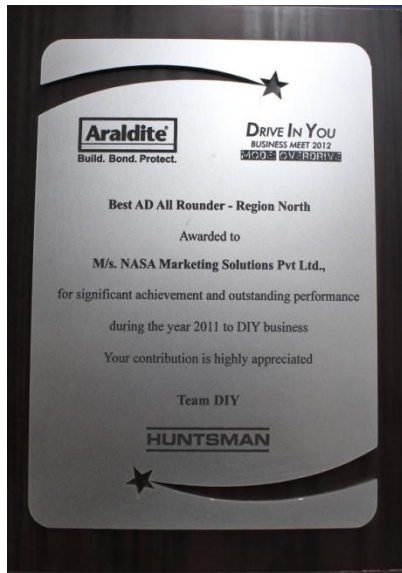 Araldite®
Build. Bond. Protect.
DRIVE IN YOU
BUSINESS MEET 2012
MODE: OVERDRIVE
Best AD All Rounder - Region North
Awarded to
M/s. NASA Marketing Solutions Pvt Ltd.,
for significant achievement and outstanding performance
during the year 2011 to DIY business
Your contribution is highly appreciated
Team DIY
HUNTSMAN